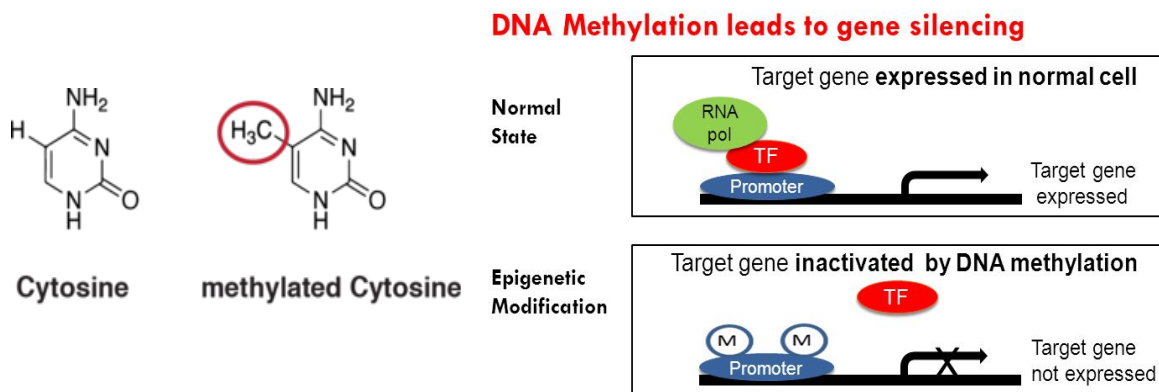 DNA Methylation leads to gene silencing
NH₂
H
N
N
H
O
Cytosine
NH₂
H₃C
N
N
H
O
methylated Cytosine
Normal
State
Target gene expressed in normal cell
RNA
pol
TF
Promoter
Target gene
expressed
Epigenetic
Modification
Target gene inactivated by DNA methylation
TF
M
M
Promoter
X
Target gene
not expressed